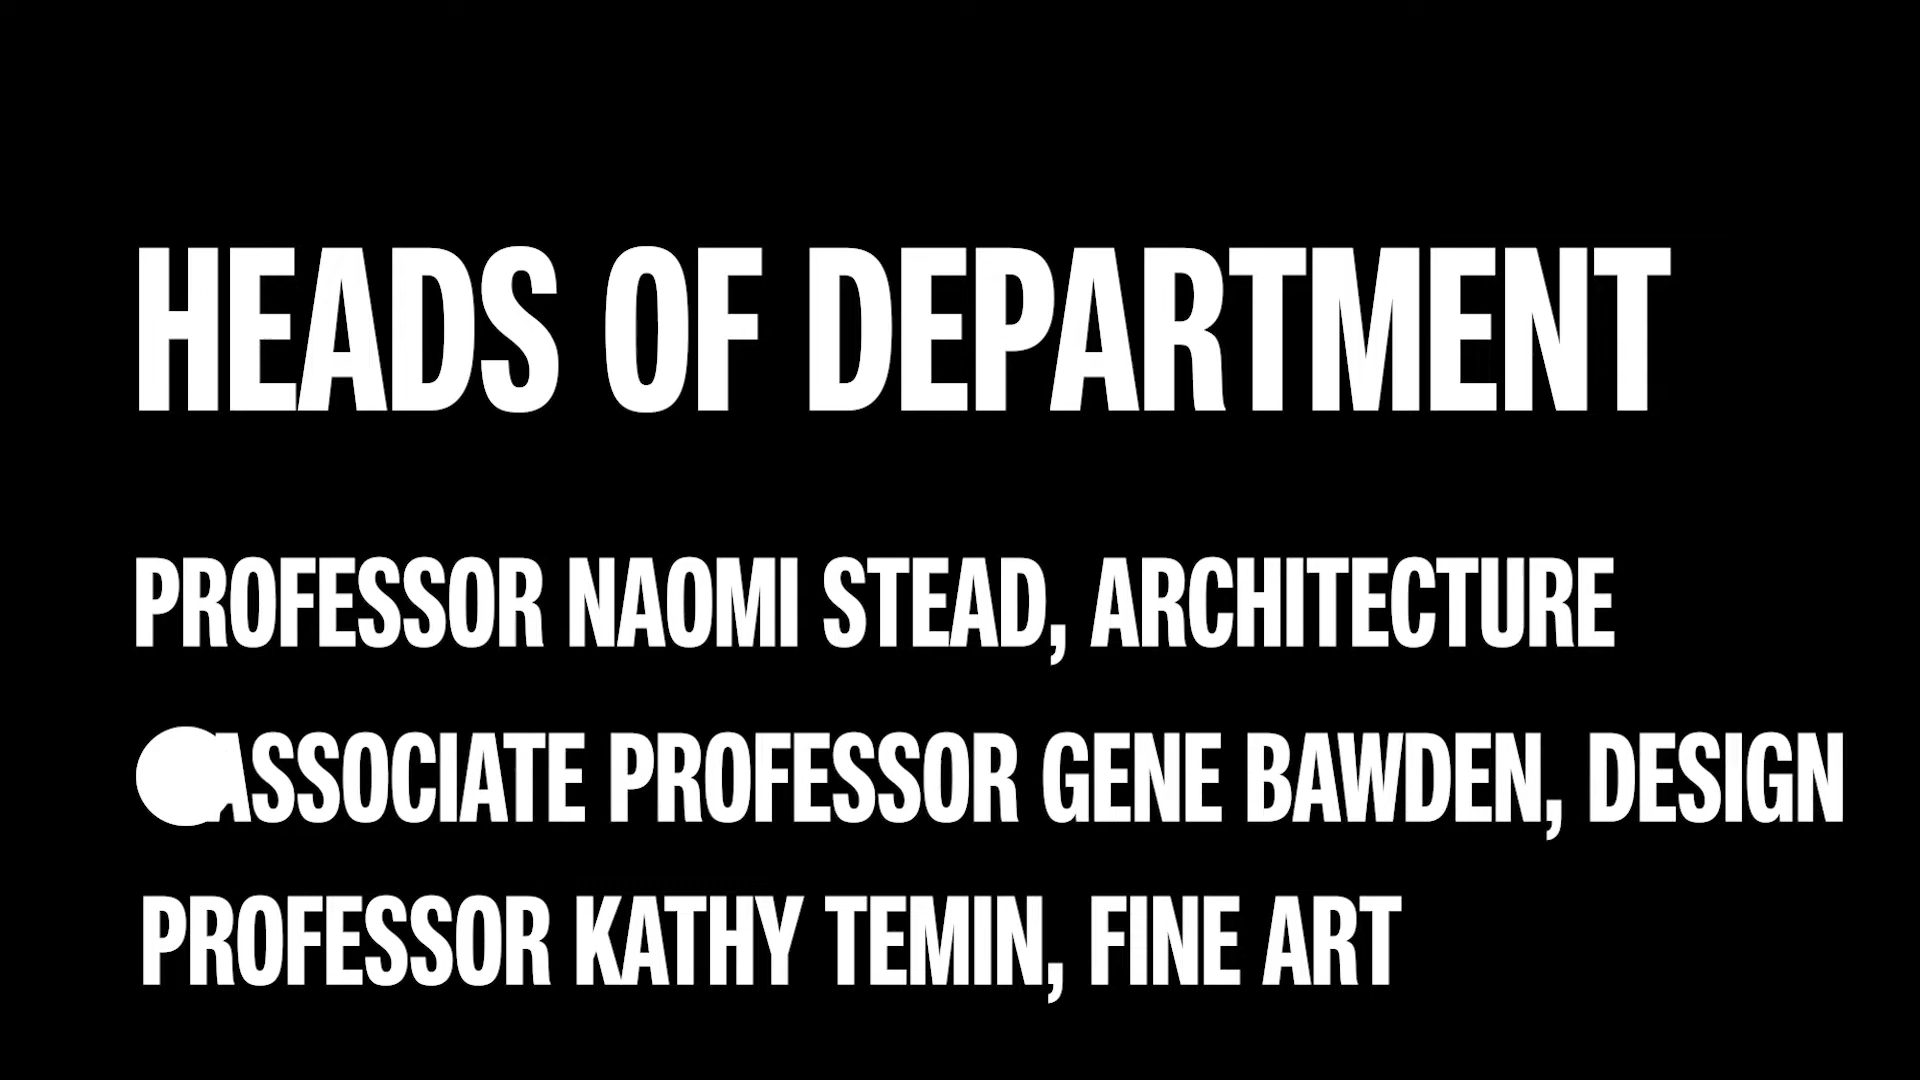 HEADS OF DEPARTMENT
PROFESSOR NAOMI STEAD, ARCHITECTURE
ASSOCIATE PROFESSOR GENE BAWDEN, DESIGN
PROFESSOR KATHY TEMIN, FINE ART